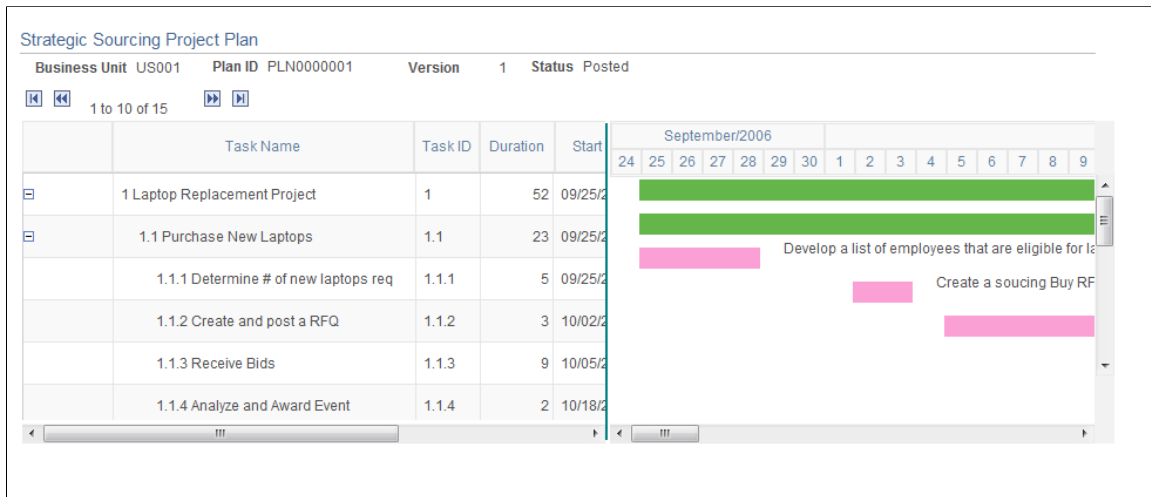 Strategic Sourcing Project Plan
Business Unit US001 Plan ID PLN0000001 Version 1 Status Posted
1 to 10 of 15
Task Name Task ID Duration Start
September/2006
24 25 26 27 28 29 30 1 2 3 4 5 6 7 8 9
1 Laptop Replacement Project 1 52 09/25/2
1.1 Purchase New Laptops 1.1 23 09/25/2
Develop a list of employees that are eligible for la
1.1.1 Determine # of new laptops req 1.1.1 5 09/25/2
Create a soucing Buy RF
1.1.2 Create and post a RFQ 1.1.2 3 10/02/2
1.1.3 Receive Bids 1.1.3 9 10/05/2
1.1.4 Analyze and Award Event 1.1.4 2 10/18/2